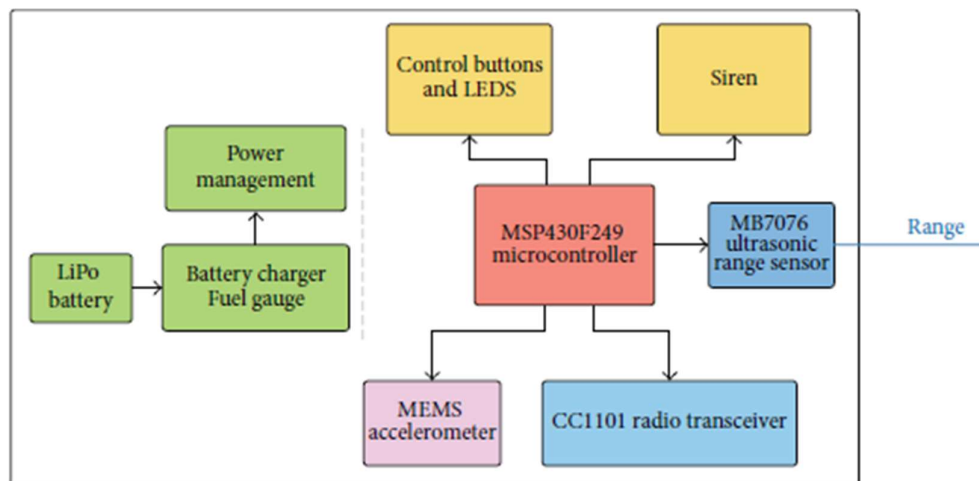 Control buttons
and LEDS
Siren
Power
management
MSP430F249
microcontroller
MB7076
ultrasonic
range sensor
Range
LiPo
battery
Battery charger
Fuel gauge
MEMS
accelerometer
CC1101 radio transceiver